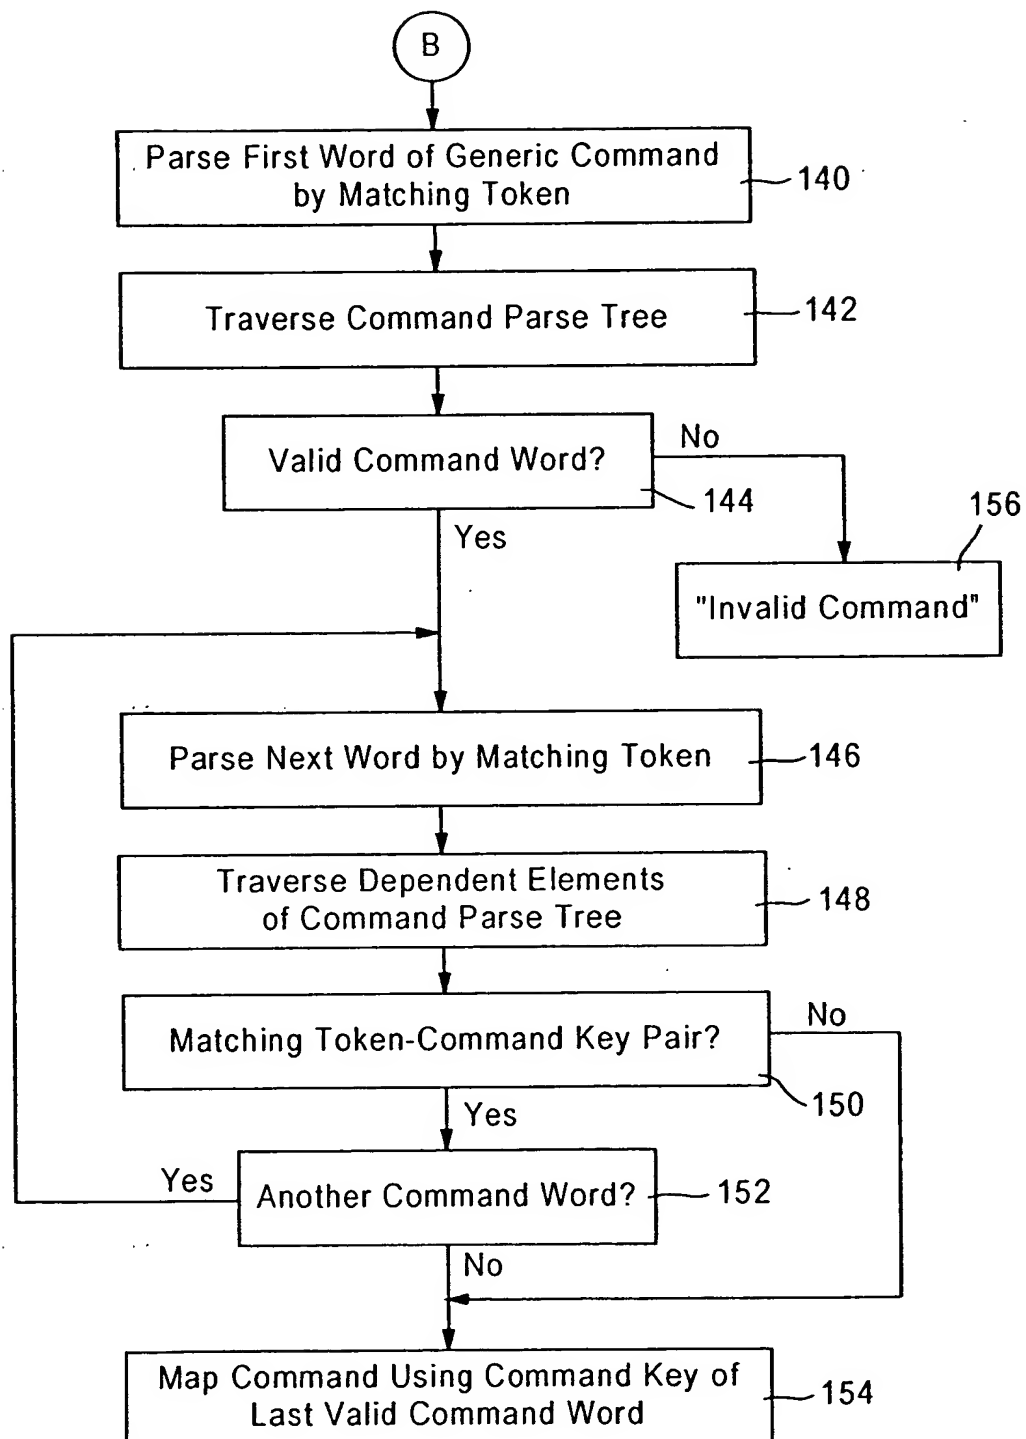 B
Parse First Word of Generic Command
by Matching Token
140
Traverse Command Parse Tree
142
Valid Command Word?
No
144
Yes
156
"Invalid Command"
Parse Next Word by Matching Token
146
Traverse Dependent Elements
of Command Parse Tree
148
Matching Token-Command Key Pair?
No
150
Yes
Yes
Another Command Word?
152
No
Map Command Using Command Key of
Last Valid Command Word
154